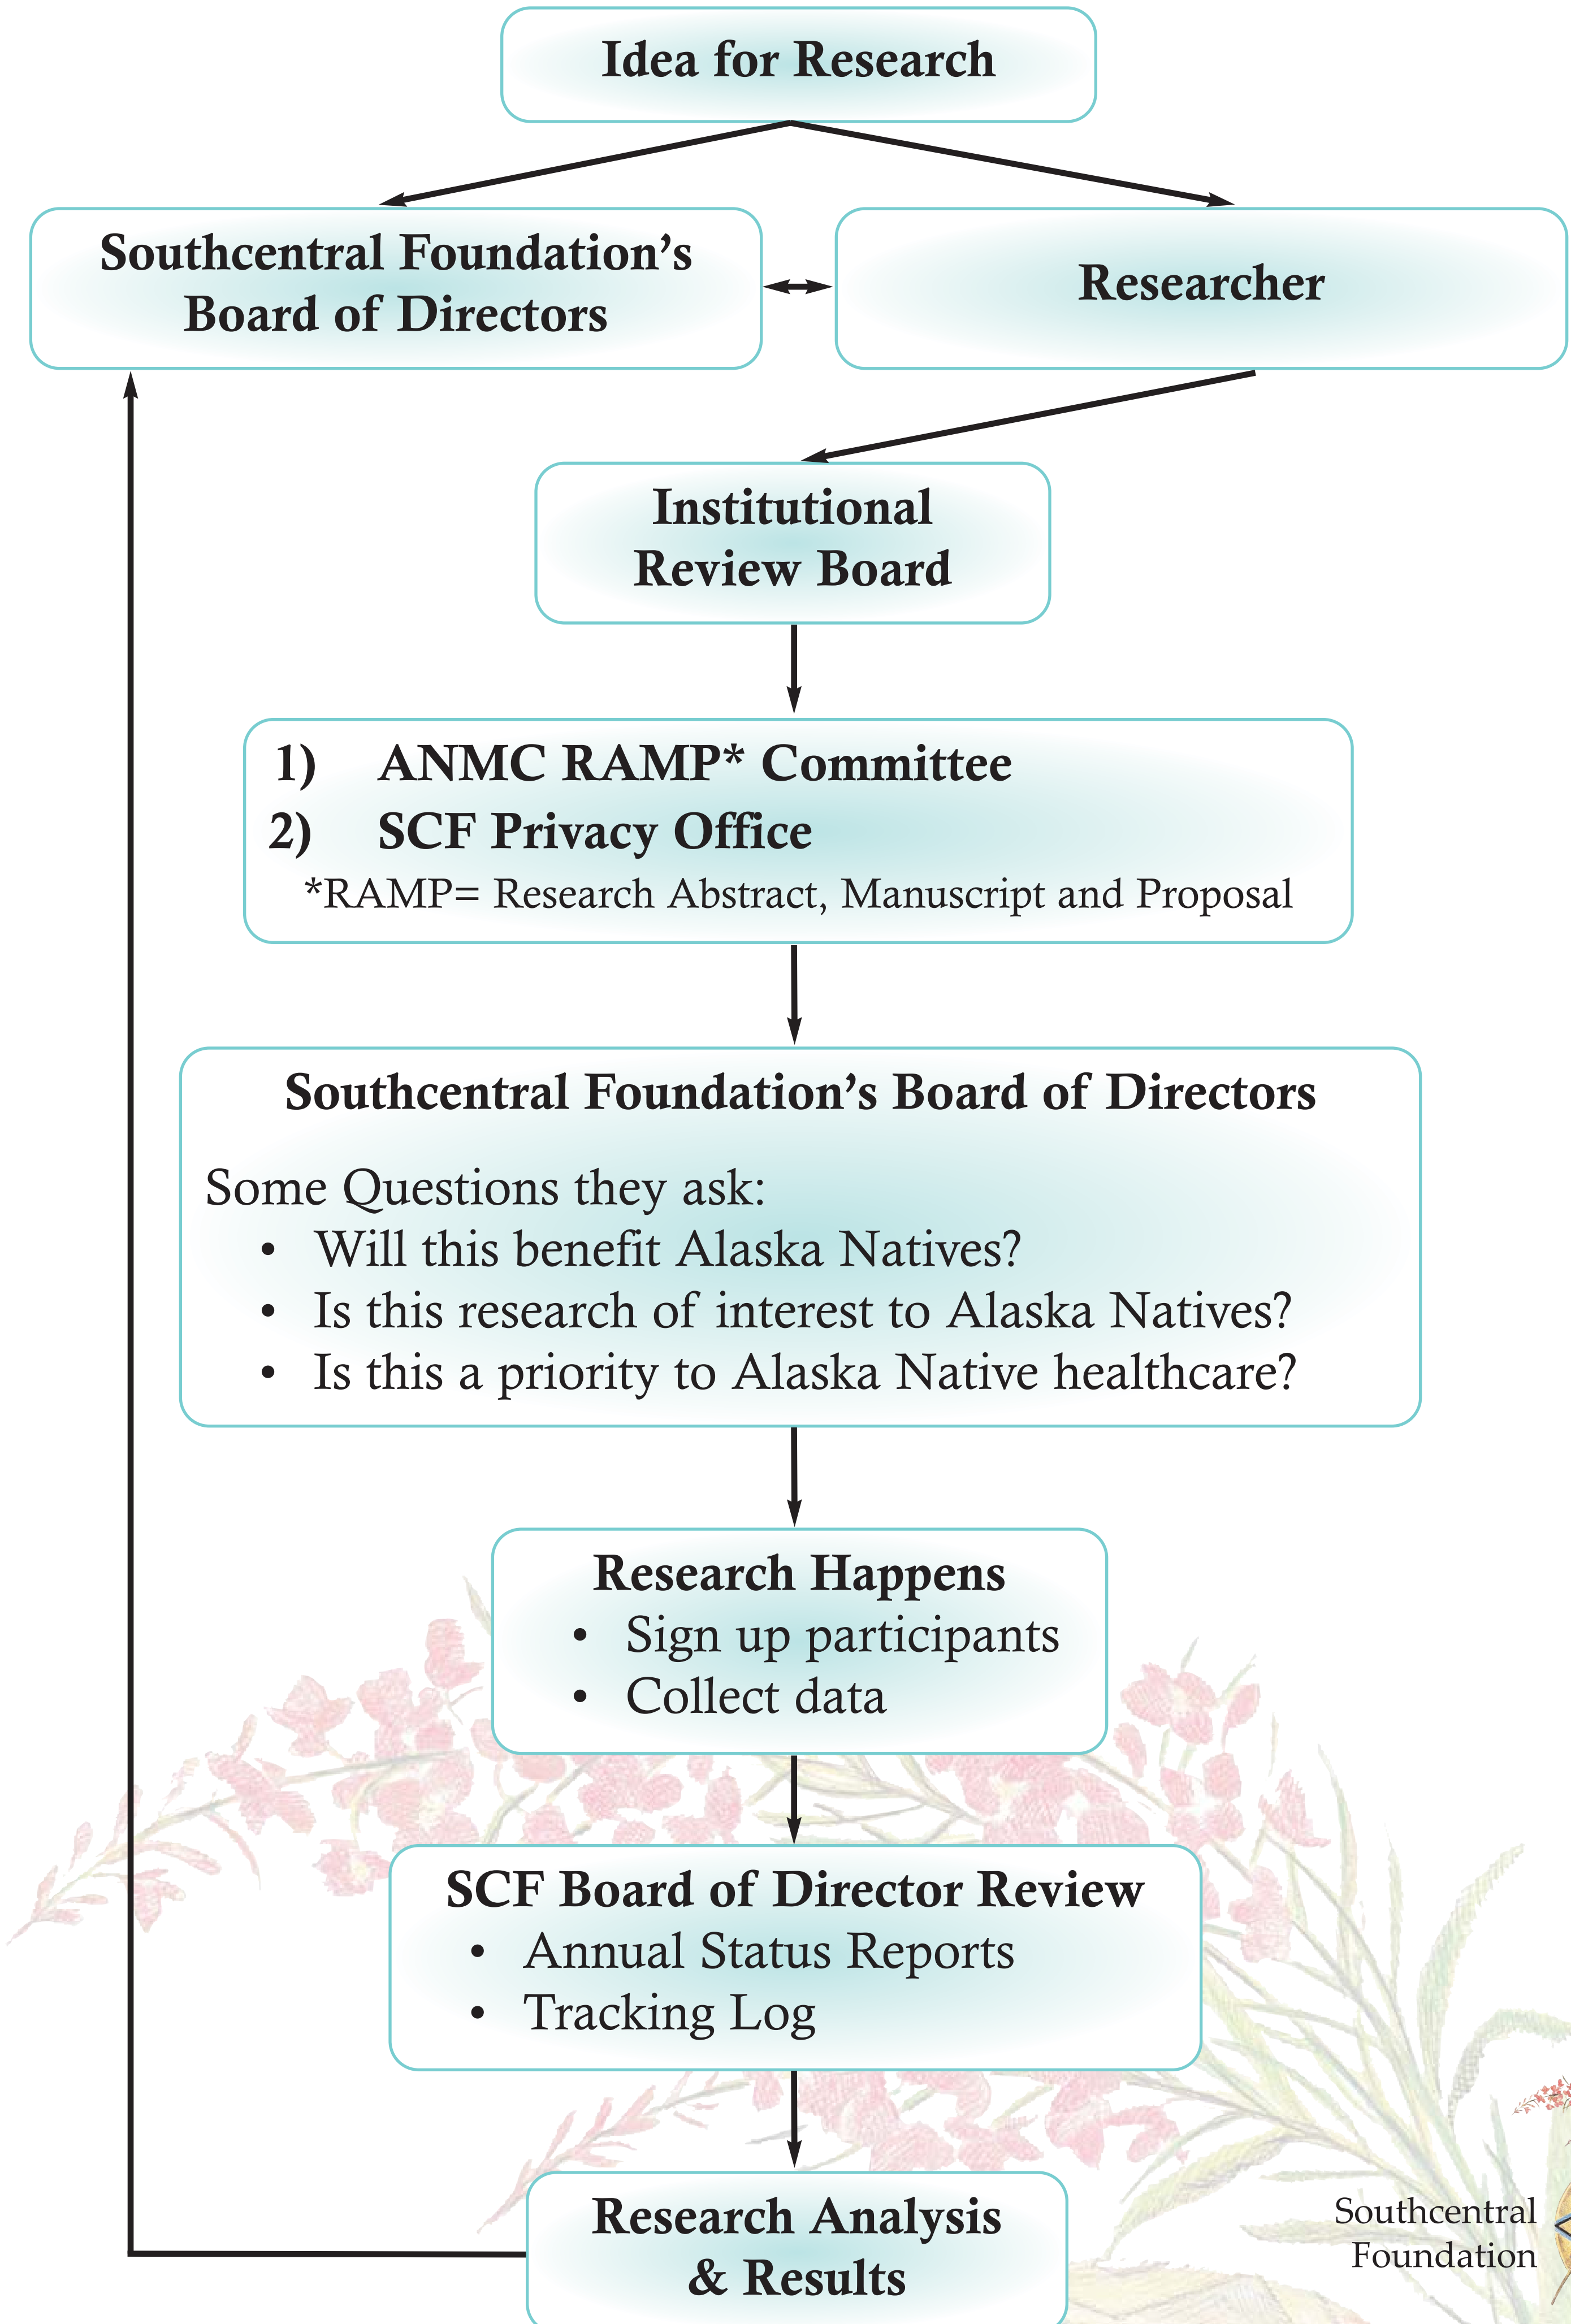 Idea for Research
Southcentral Foundation’s
Board of Directors
Researcher
Institutional
Review Board
1) ANMC RAMP* Committee
2) SCF Privacy Office
*RAMP= Research Abstract, Manuscript and Proposal
Southcentral Foundation’s Board of Directors
Some Questions they ask:
• Will this benefit Alaska Natives?
• Is this research of interest to Alaska Natives?
• Is this a priority to Alaska Native healthcare?
Research Happens
• Sign up participants
• Collect data
SCF Board of Director Review
• Annual Status Reports
• Tracking Log
Research Analysis
& Results
Southcentral
Foundation